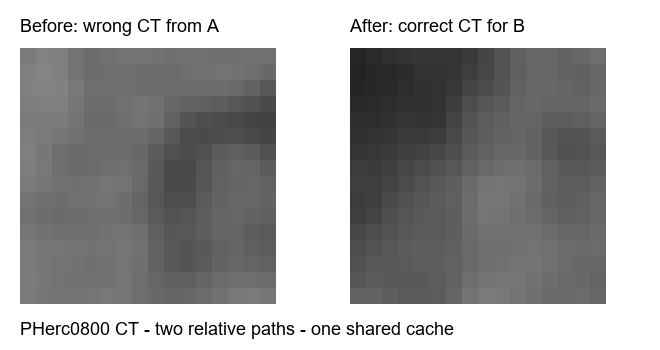 Before: wrong CT from A
After: correct CT for B
PHerc0800 CT - two relative paths - one shared cache